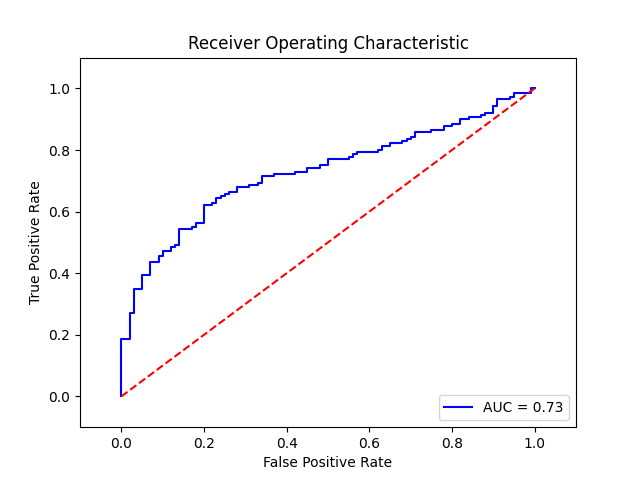 Receiver Operating Characteristic
True Positive Rate
1.0
0.8
0.6
0.4
0.2
0.0
AUC = 0.73
0.0 0.2 0.4 0.6 0.8 1.0
False Positive Rate